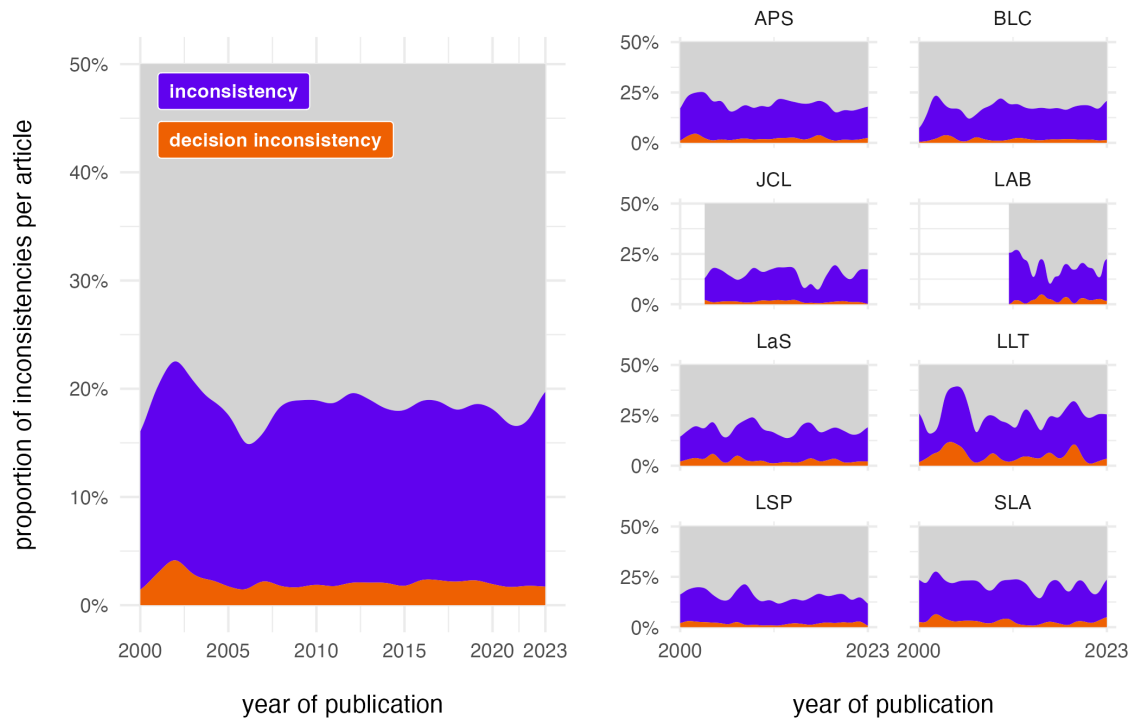 proportion of inconsistencies per article
50%
40%
30%
20%
10%
0%
inconsistency
decision inconsistency
2000 2005 2010 2015 2020 2023
year of publication
APS BLC
50%
25%
0%
JCL LAB
50%
25%
0%
LaS LLT
50%
25%
0%
LSP SLA
50%
25%
0%
2000 2023 2000 2023
year of publication